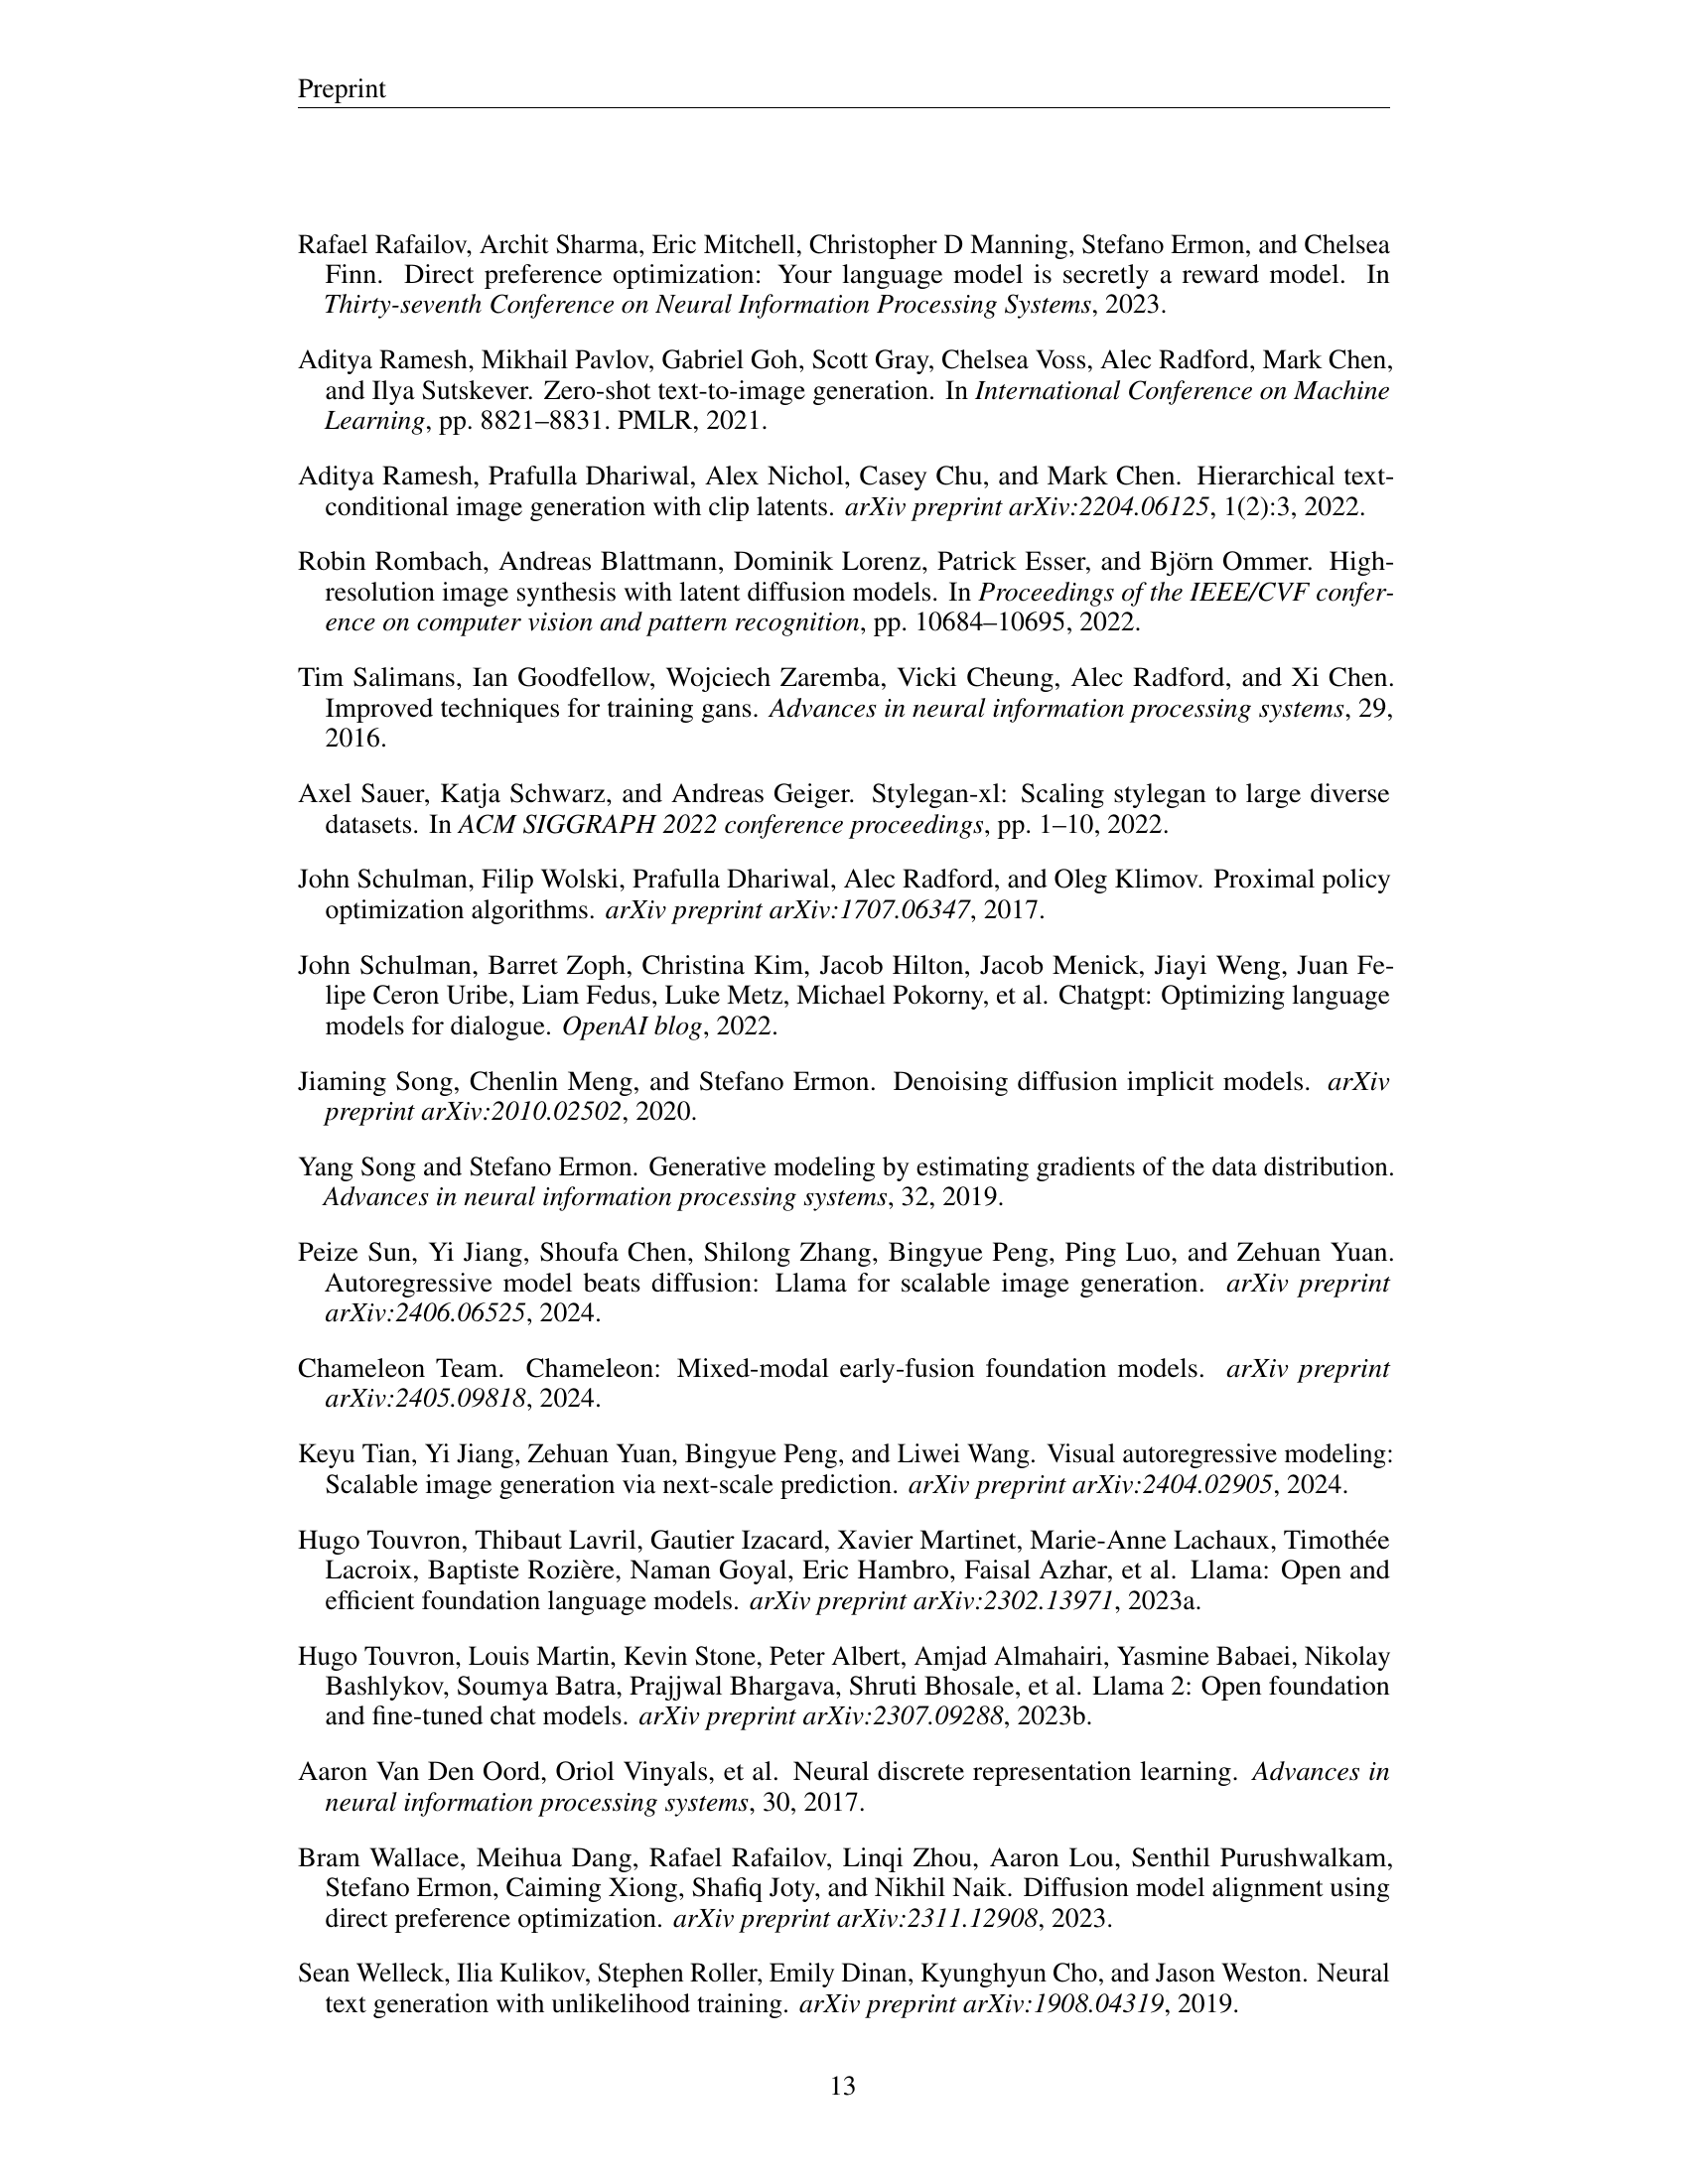 Preprint
Rafael Rafailov, Archit Sharma, Eric Mitchell, Christopher D Manning, Stefano Ermon, and Chelsea
Finn. Direct preference optimization: Your language model is secretly a reward model. In
Thirty-seventh Conference on Neural Information Processing Systems, 2023.
Aditya Ramesh, Mikhail Pavlov, Gabriel Goh, Scott Gray, Chelsea Voss, Alec Radford, Mark Chen,
and Ilya Sutskever. Zero-shot text-to-image generation. In International Conference on Machine
Learning, pp. 8821–8831. PMLR, 2021.
Aditya Ramesh, Prafulla Dhariwal, Alex Nichol, Casey Chu, and Mark Chen. Hierarchical text-
conditional image generation with clip latents. arXiv preprint arXiv:2204.06125, 1(2):3, 2022.
Robin Rombach, Andreas Blattmann, Dominik Lorenz, Patrick Esser, and Björn Ommer. High-
resolution image synthesis with latent diffusion models. In Proceedings of the IEEE/CVF confer-
ence on computer vision and pattern recognition, pp. 10684–10695, 2022.
Tim Salimans, Ian Goodfellow, Wojciech Zaremba, Vicki Cheung, Alec Radford, and Xi Chen.
Improved techniques for training gans. Advances in neural information processing systems, 29,
2016.
Axel Sauer, Katja Schwarz, and Andreas Geiger. Stylegan-xl: Scaling stylegan to large diverse
datasets. In ACM SIGGRAPH 2022 conference proceedings, pp. 1–10, 2022.
John Schulman, Filip Wolski, Prafulla Dhariwal, Alec Radford, and Oleg Klimov. Proximal policy
optimization algorithms. arXiv preprint arXiv:1707.06347, 2017.
John Schulman, Barret Zoph, Christina Kim, Jacob Hilton, Jacob Menick, Jiayi Weng, Juan Fe-
lipe Ceron Uribe, Liam Fedus, Luke Metz, Michael Pokorny, et al. Chatgpt: Optimizing language
models for dialogue. OpenAI blog, 2022.
Jiaming Song, Chenlin Meng, and Stefano Ermon. Denoising diffusion implicit models. arXiv
preprint arXiv:2010.02502, 2020.
Yang Song and Stefano Ermon. Generative modeling by estimating gradients of the data distribution.
Advances in neural information processing systems, 32, 2019.
Peize Sun, Yi Jiang, Shoufa Chen, Shilong Zhang, Bingyue Peng, Ping Luo, and Zehuan Yuan.
Autoregressive model beats diffusion: Llama for scalable image generation. arXiv preprint
arXiv:2406.06525, 2024.
Chameleon Team. Chameleon: Mixed-modal early-fusion foundation models. arXiv preprint
arXiv:2405.09818, 2024.
Keyu Tian, Yi Jiang, Zehuan Yuan, Bingyue Peng, and Liwei Wang. Visual autoregressive modeling:
Scalable image generation via next-scale prediction. arXiv preprint arXiv:2404.02905, 2024.
Hugo Touvron, Thibaut Lavril, Gautier Izacard, Xavier Martinet, Marie-Anne Lachaux, Timothée
Lacroix, Baptiste Rozière, Naman Goyal, Eric Hambro, Faisal Azhar, et al. Llama: Open and
efficient foundation language models. arXiv preprint arXiv:2302.13971, 2023a.
Hugo Touvron, Louis Martin, Kevin Stone, Peter Albert, Amjad Almahairi, Yasmine Babaei, Nikolay
Bashlykov, Soumya Batra, Prajjwal Bhargava, Shruti Bhosale, et al. Llama 2: Open foundation
and fine-tuned chat models. arXiv preprint arXiv:2307.09288, 2023b.
Aaron Van Den Oord, Oriol Vinyals, et al. Neural discrete representation learning. Advances in
neural information processing systems, 30, 2017.
Bram Wallace, Meihua Dang, Rafael Rafailov, Linqi Zhou, Aaron Lou, Senthil Purushwalkam,
Stefano Ermon, Caiming Xiong, Shafiq Joty, and Nikhil Naik. Diffusion model alignment using
direct preference optimization. arXiv preprint arXiv:2311.12908, 2023.
Sean Welleck, Ilia Kulikov, Stephen Roller, Emily Dinan, Kyunghyun Cho, and Jason Weston. Neural
text generation with unlikelihood training. arXiv preprint arXiv:1908.04319, 2019.
13